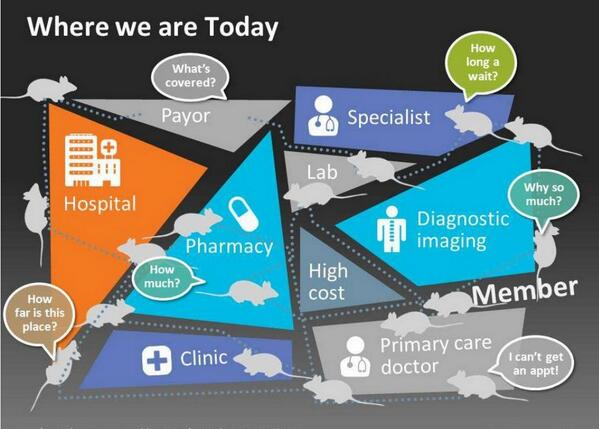 Where we are Today
What's
covered?
Payor
How
long a
wait?
Specialist
Lab
Hospital
Why so
much?
Diagnostic
imaging
Pharmacy
How
much?
High
cost
Member
How
far is this
place?
Clinic
Primary care
doctor
I can't get
an appt!